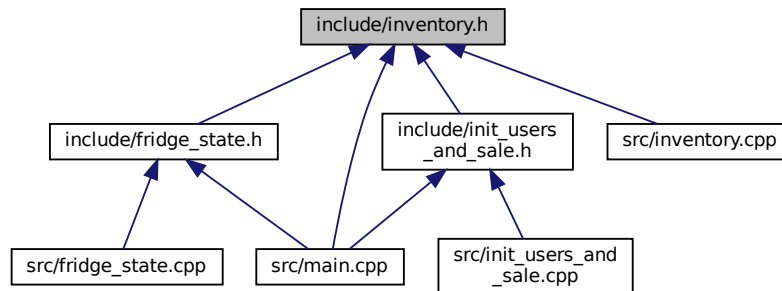 include/inventory.h
include/fridge_state.h
include/init_users
_and_sale.h
src/inventory.cpp
src/fridge_state.cpp
src/main.cpp
src/init_users_and
_sale.cpp